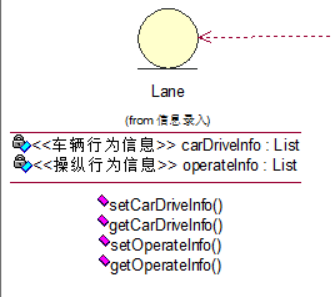 Lane
(from 信息录入)
<<车辆行为信息>> carDriveInfo : List
<<操纵行为信息>> operateInfo : List
setCarDriveInfo()
getCarDriveInfo()
setOperateInfo()
getOperateInfo()